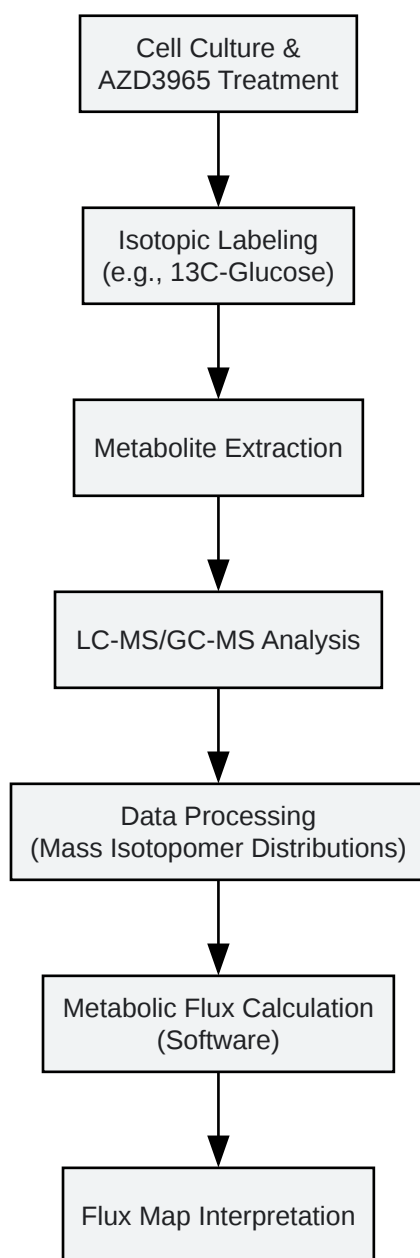 Cell Culture &
AZD3965 Treatment
Isotopic Labeling
(e.g., 13C-Glucose)
Metabolite Extraction
LC-MS/GC-MS Analysis
Data Processing
(Mass Isotopomer Distributions)
Metabolic Flux Calculation
(Software)
Flux Map Interpretation